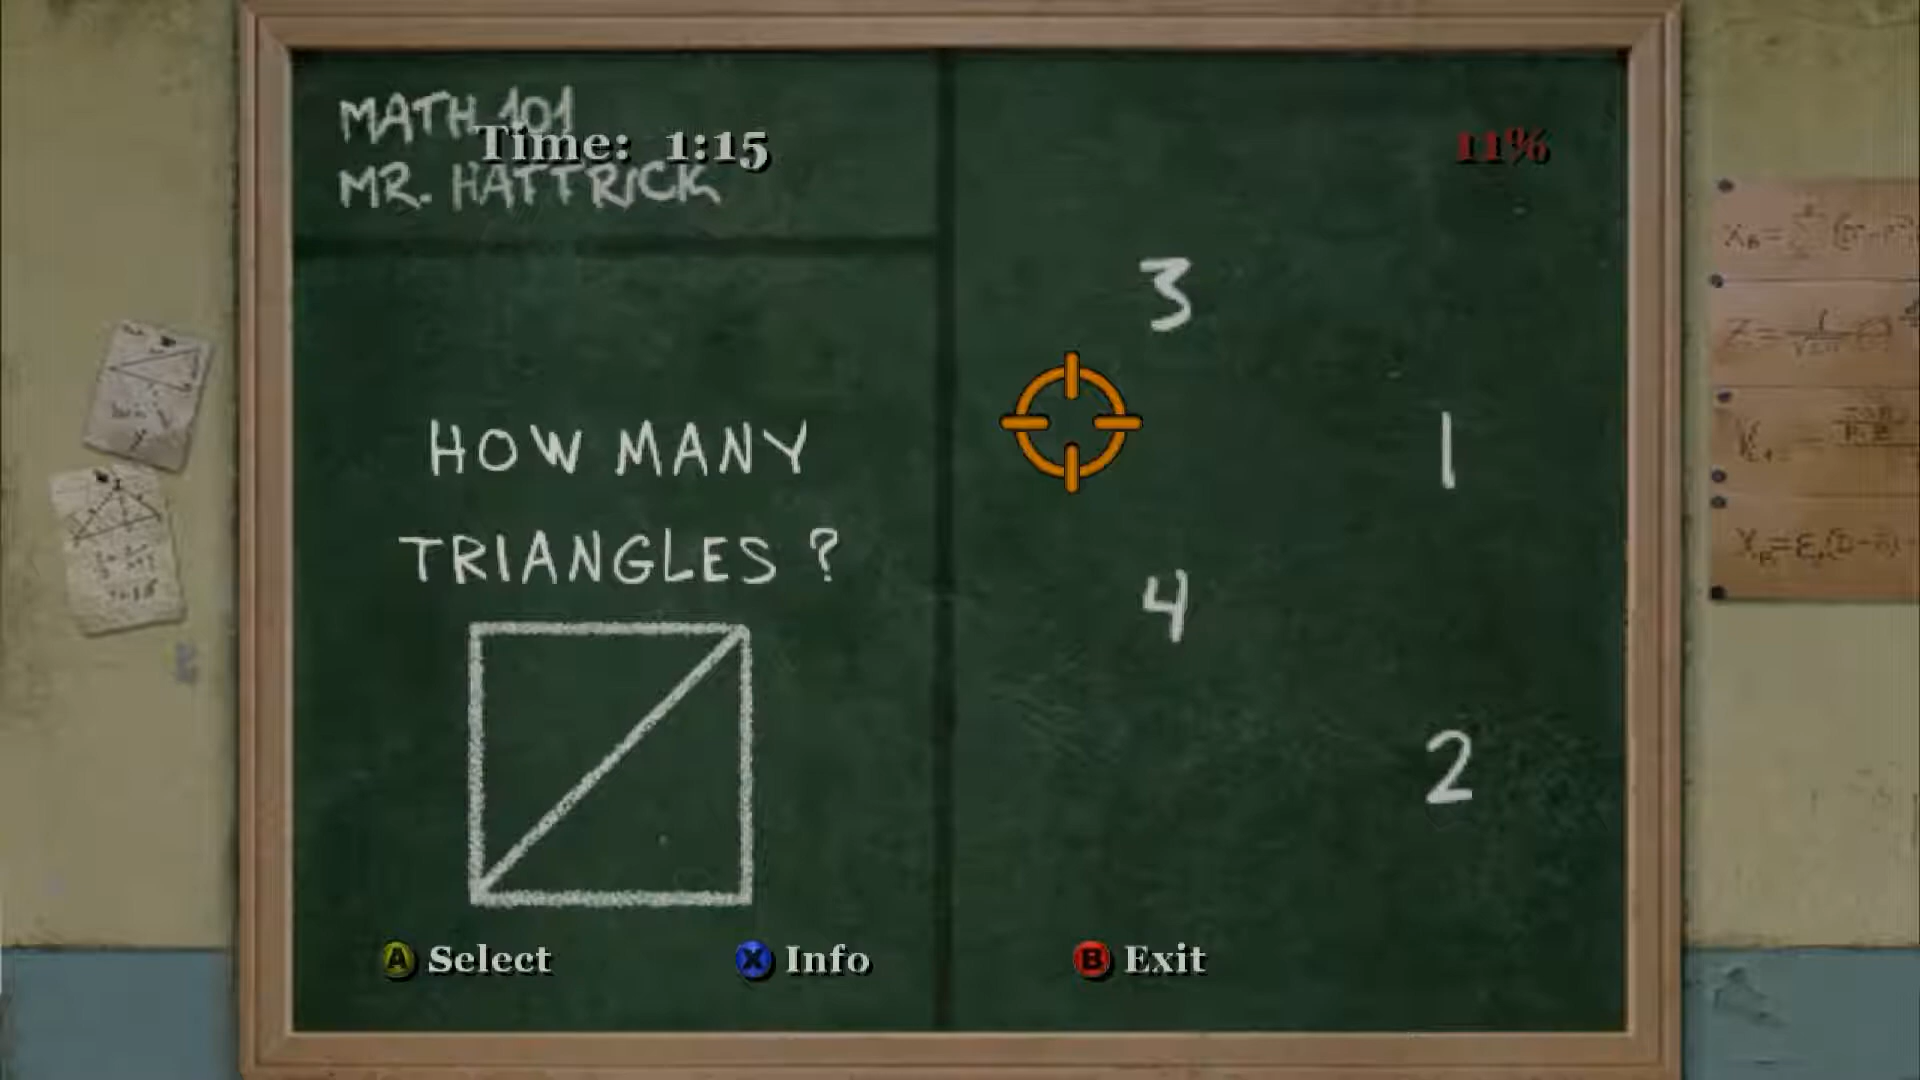 MATH 101
Time: 1:15
11%
MR. HATTRICK
3
HOW MANY
1
TRIANGLES ?
4
2
A Select
X Info
B Exit